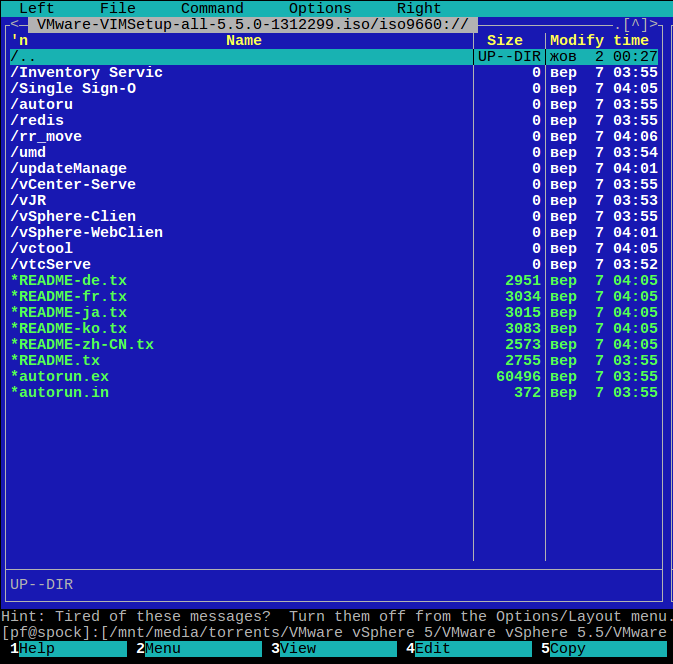 Left File Command Options Right
<─ VMware-VIMSetup-all-5.5.0-1312299.iso/iso9660:// ─.[^]>
'n Name Size Modify time
/.. UP--DIR жов 2 00:27
/Inventory Servic 0 вер 7 03:55
/Single Sign-O 0 вер 7 04:05
/autoru 0 вер 7 03:55
/redis 0 вер 7 03:55
/rr_move 0 вер 7 04:06
/umd 0 вер 7 03:54
/updateManage 0 вер 7 04:01
/vCenter-Serve 0 вер 7 03:55
/vJR 0 вер 7 03:53
/vSphere-Clien 0 вер 7 03:55
/vSphere-WebClien 0 вер 7 04:01
/vctool 0 вер 7 04:05
/vtcServe 0 вер 7 03:52
*README-de.tx 2951 вер 7 04:05
*README-fr.tx 3034 вер 7 04:05
*README-ja.tx 3015 вер 7 04:05
*README-ko.tx 3083 вер 7 04:05
*README-zh-CN.tx 2573 вер 7 04:05
*README.tx 2755 вер 7 03:55
*autorun.ex 60496 вер 7 03:55
*autorun.in 372 вер 7 03:55
UP--DIR
Hint: Tired of these messages? Turn them off from the Options/Layout menu.
[pf@spock]:[/mnt/media/torrents/VMware vSphere 5/VMware vSphere 5.5/VMware
1Help 2Menu 3View 4Edit 5Copy